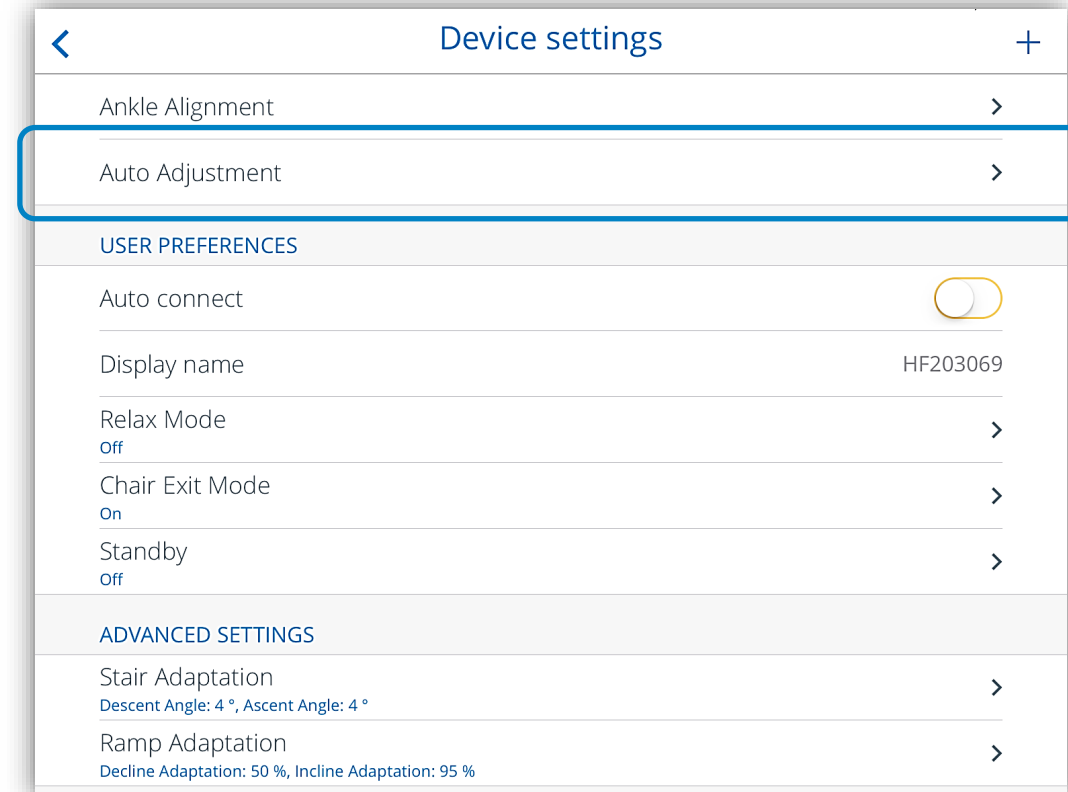 Device settings
Ankle Alignment
Auto Adjustment
USER PREFERENCES
Auto connect
Display name HF203069
Relax Mode
Off
Chair Exit Mode
On
Standby
Off
ADVANCED SETTINGS
Stair Adaptation
Descent Angle: 4 °, Ascent Angle: 4 °
Ramp Adaptation
Decline Adaptation: 50 %, Incline Adaptation: 95 %